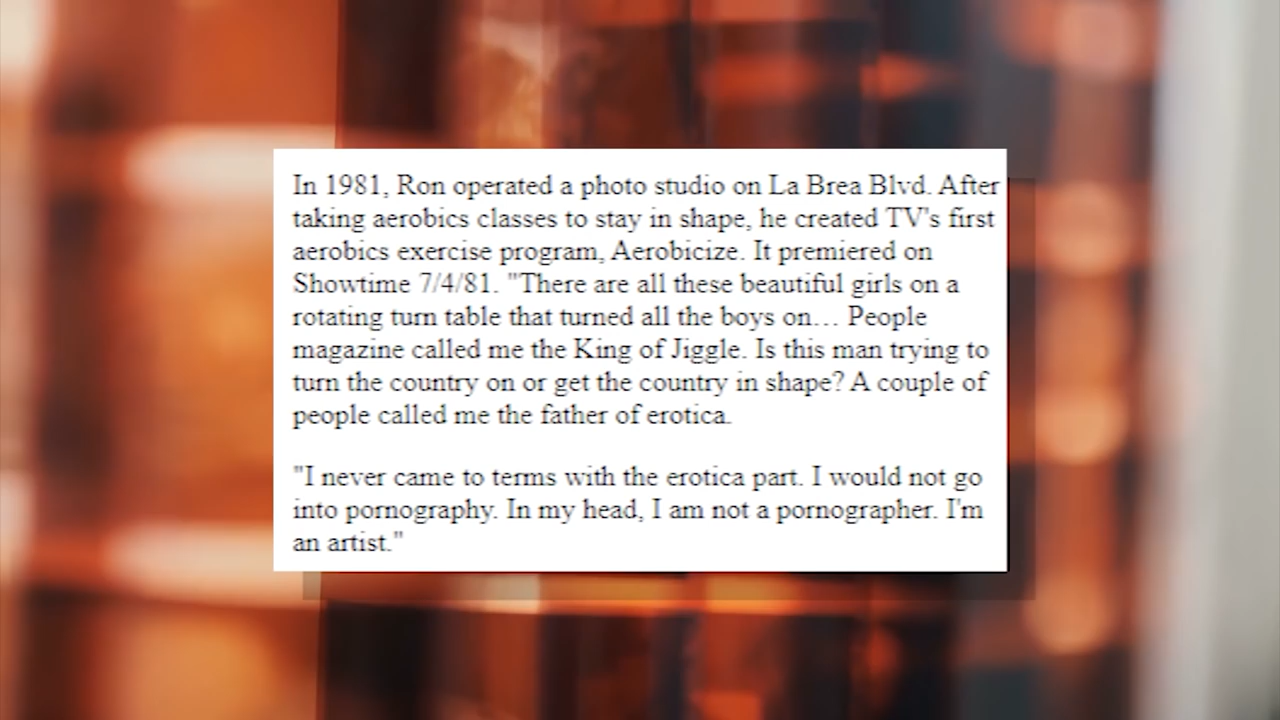 In 1981, Ron operated a photo studio on La Brea Blvd. After
taking aerobics classes to stay in shape, he created TV's first
aerobics exercise program, Aerobicize. It premiered on
Showtime 7/4/81. "There are all these beautiful girls on a
rotating turn table that turned all the boys on… People
magazine called me the King of Jiggle. Is this man trying to
turn the country on or get the country in shape? A couple of
people called me the father of erotica.
"I never came to terms with the erotica part. I would not go
into pornography. In my head, I am not a pornographer. I'm
an artist."